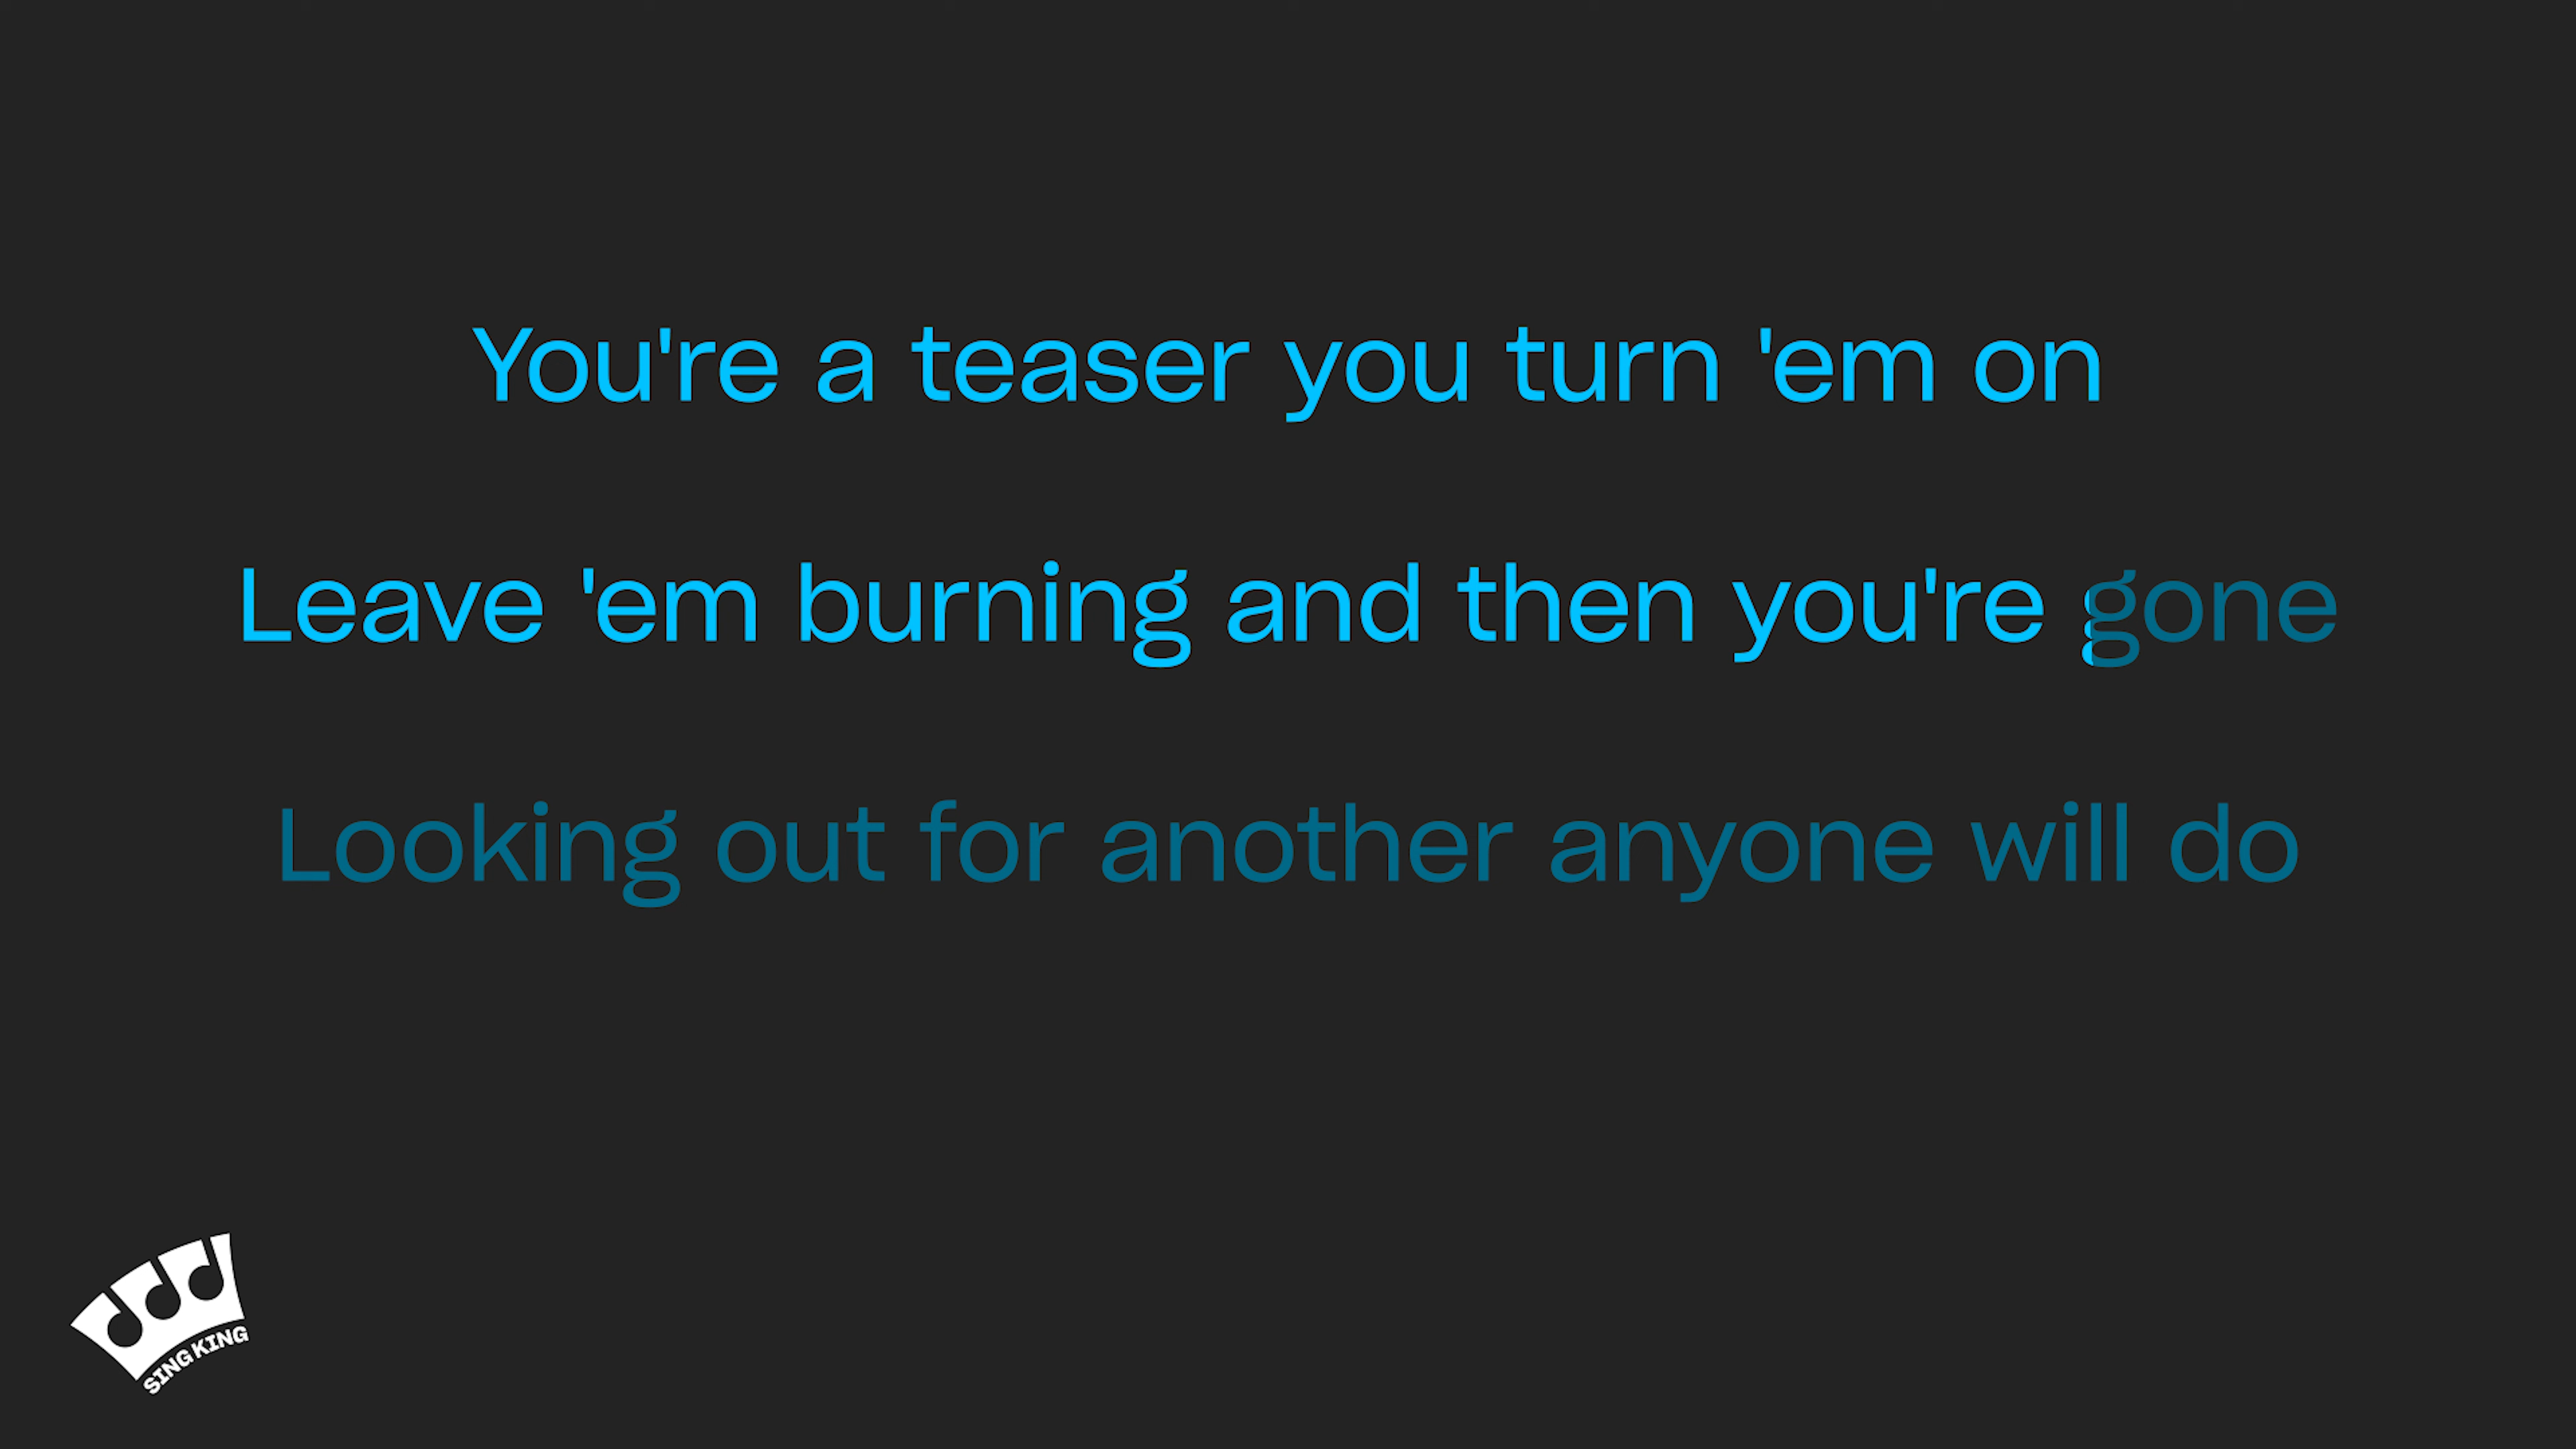 You're a teaser you turn 'em on
Leave 'em burning and then you're gone
Looking out for another anyone will do
SING KING